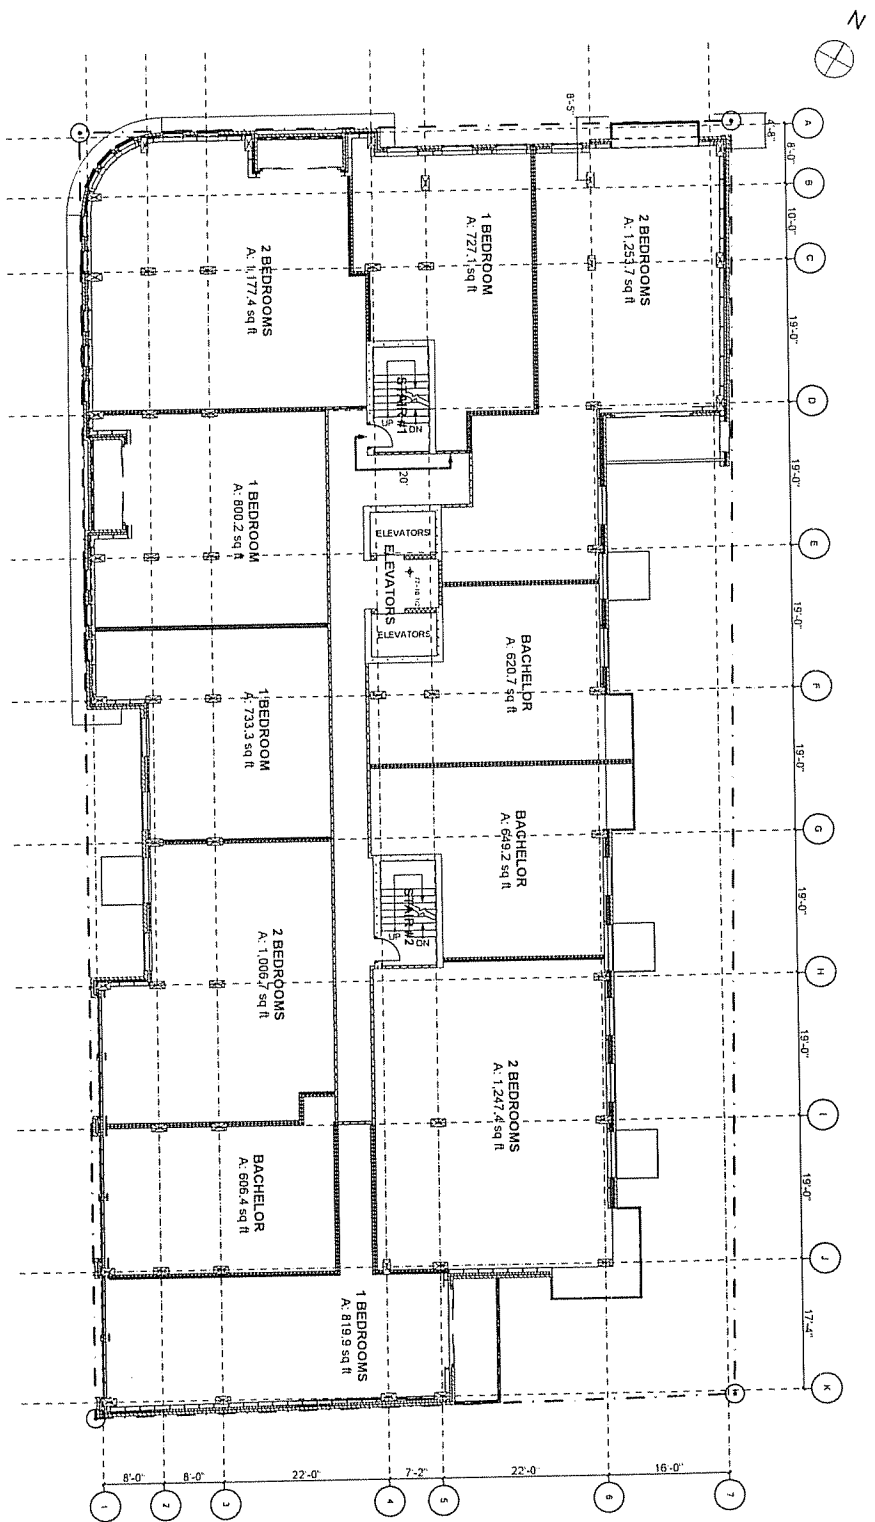 N
8'-5"
8'-0"
A
B
10'-0"
C
19'-0"
D
19'-0"
E
19'-0"
F
19'-0"
G
19'-0"
H
19'-0"
I
19'-0"
J
17'-4"
K
2 BEDROOMS
A: 1,177.4 sq ft
1 BEDROOM
A: 727.1 sq ft
2 BEDROOMS
A: 1,253.7 sq ft
STAIR #1
UP
DN
20'
1 BEDROOM
A: 800.2 sq ft
ELEVATORS
ELEVATORS
ELEVATORS
BACHELOR
A: 620.7 sq ft
1 BEDROOM
A: 733.3 sq ft
BACHELOR
A: 649.2 sq ft
STAIR #2
UP
DN
2 BEDROOMS
A: 1,006.7 sq ft
2 BEDROOMS
A: 1,247.4 sq ft
BACHELOR
A: 606.4 sq ft
1 BEDROOMS
A: 819.9 sq ft
8'-0"
8'-0"
22'-0"
7'-2"
22'-0"
16'-0"
1
2
3
4
5
6
7